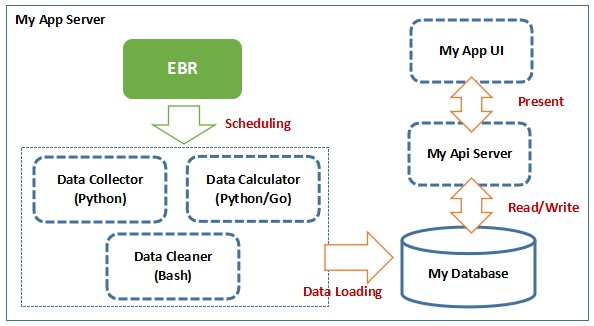 My App Server
EBR
Scheduling
Data Collector
(Python)
Data Calculator
(Python/Go)
Data Cleaner
(Bash)
Data Loading
My App UI
Present
My Api Server
Read/Write
My Database